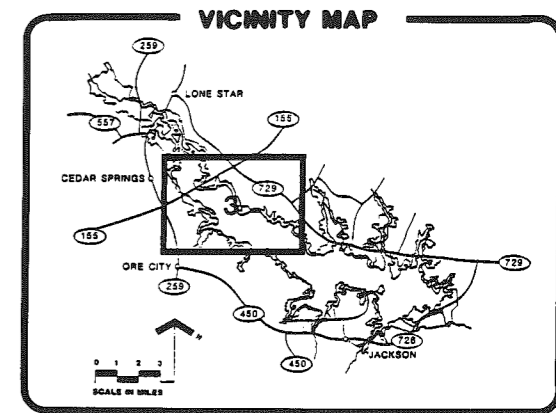 VICINITY MAP
259
LONE STAR
557
155
CEDAR SPRINGS
729
3
155
ORE CITY
259
729
450
726
JACKSON
450
N
0 1 2 3
SCALE IN MILES